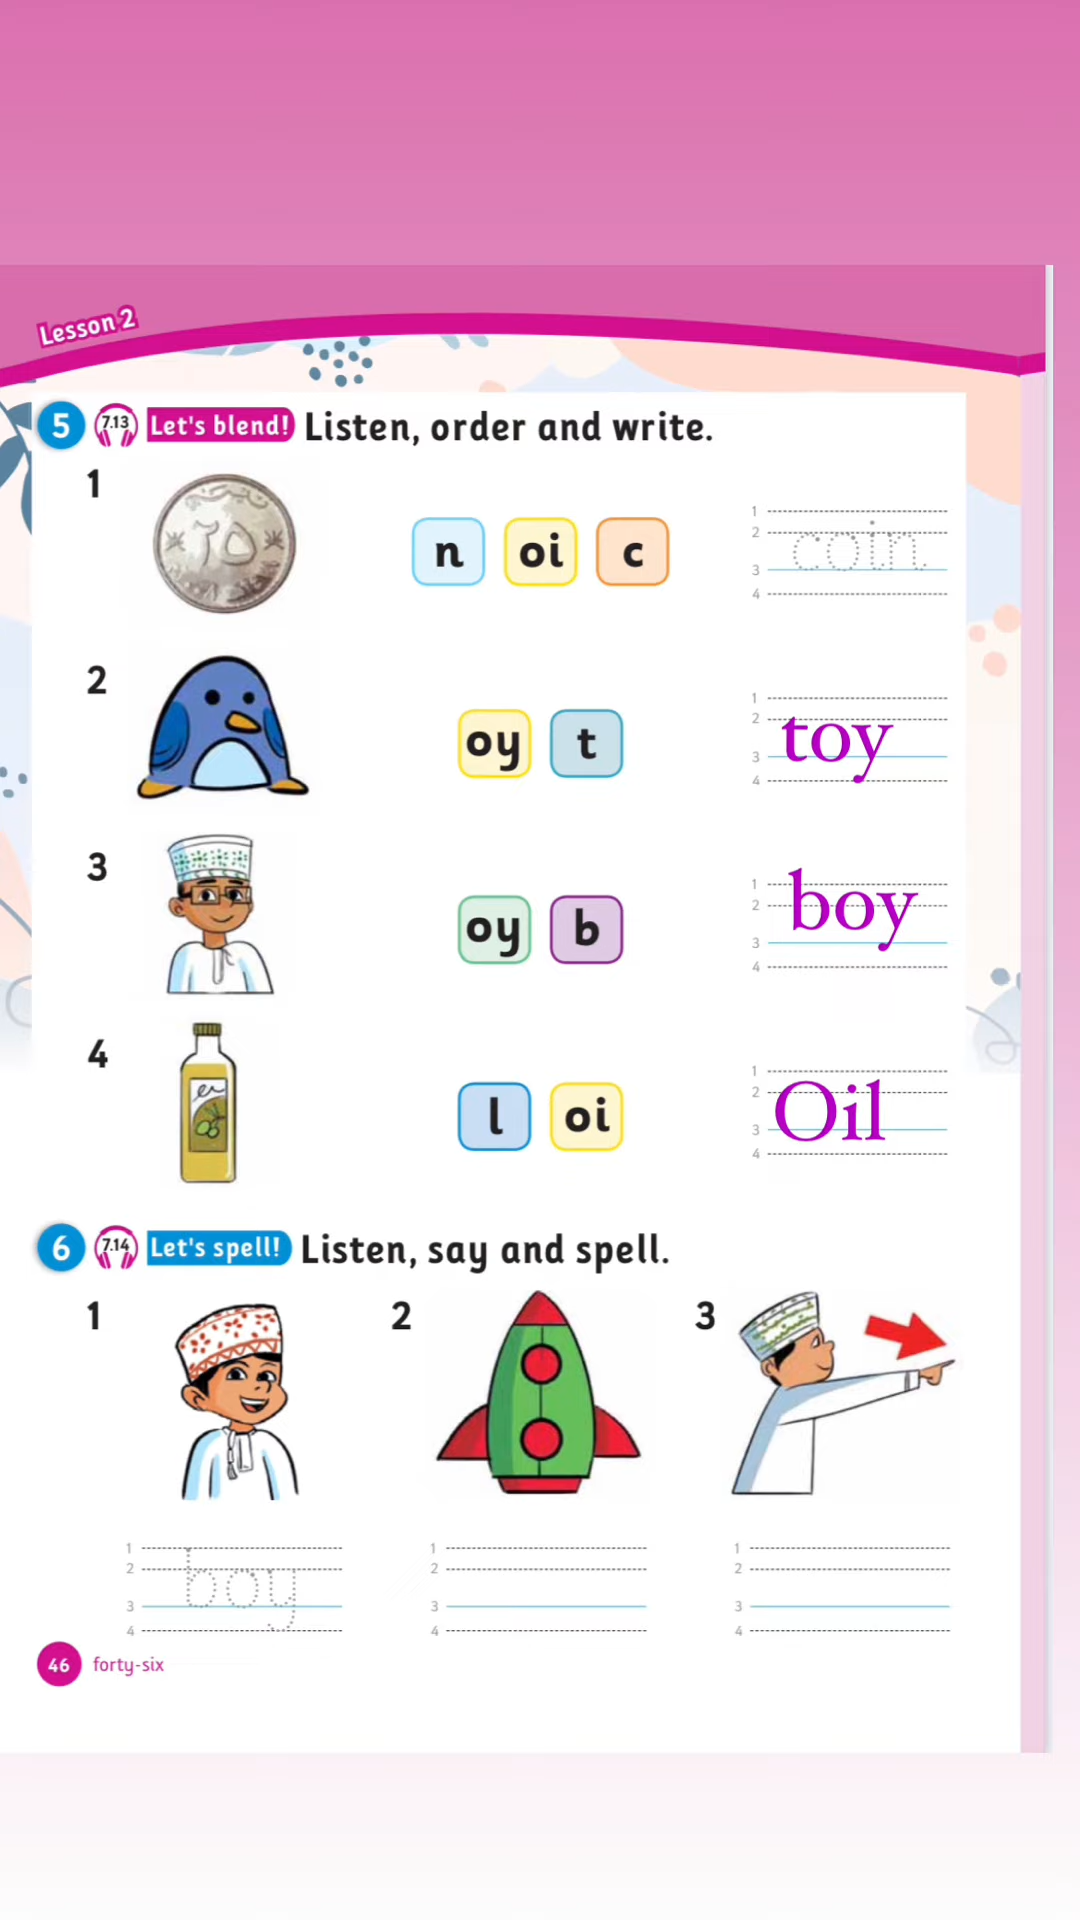 Lesson 2
5 7.13 Let's blend! Listen, order and write.
1
٢٥
n oi c
1
2
3
4
coin
2
oy t
1
2
3
4
toy
3
oy b
1
2
3
4
boy
4
l oi
1
2
3
4
Oil
6 7.14 Let's spell! Listen, say and spell.
1 2 3
1 1 1
2 2 2
3 3 3
4 4 4
boy
46 forty-six